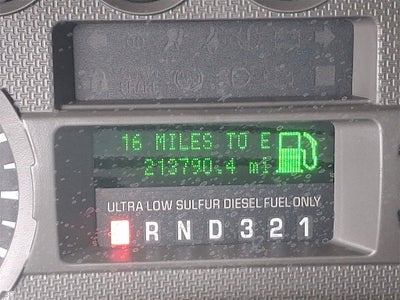 16 MILES TO E
213790.4 mi
ULTRA LOW SULFUR DIESEL FUEL ONLY
R N D 3 2 1